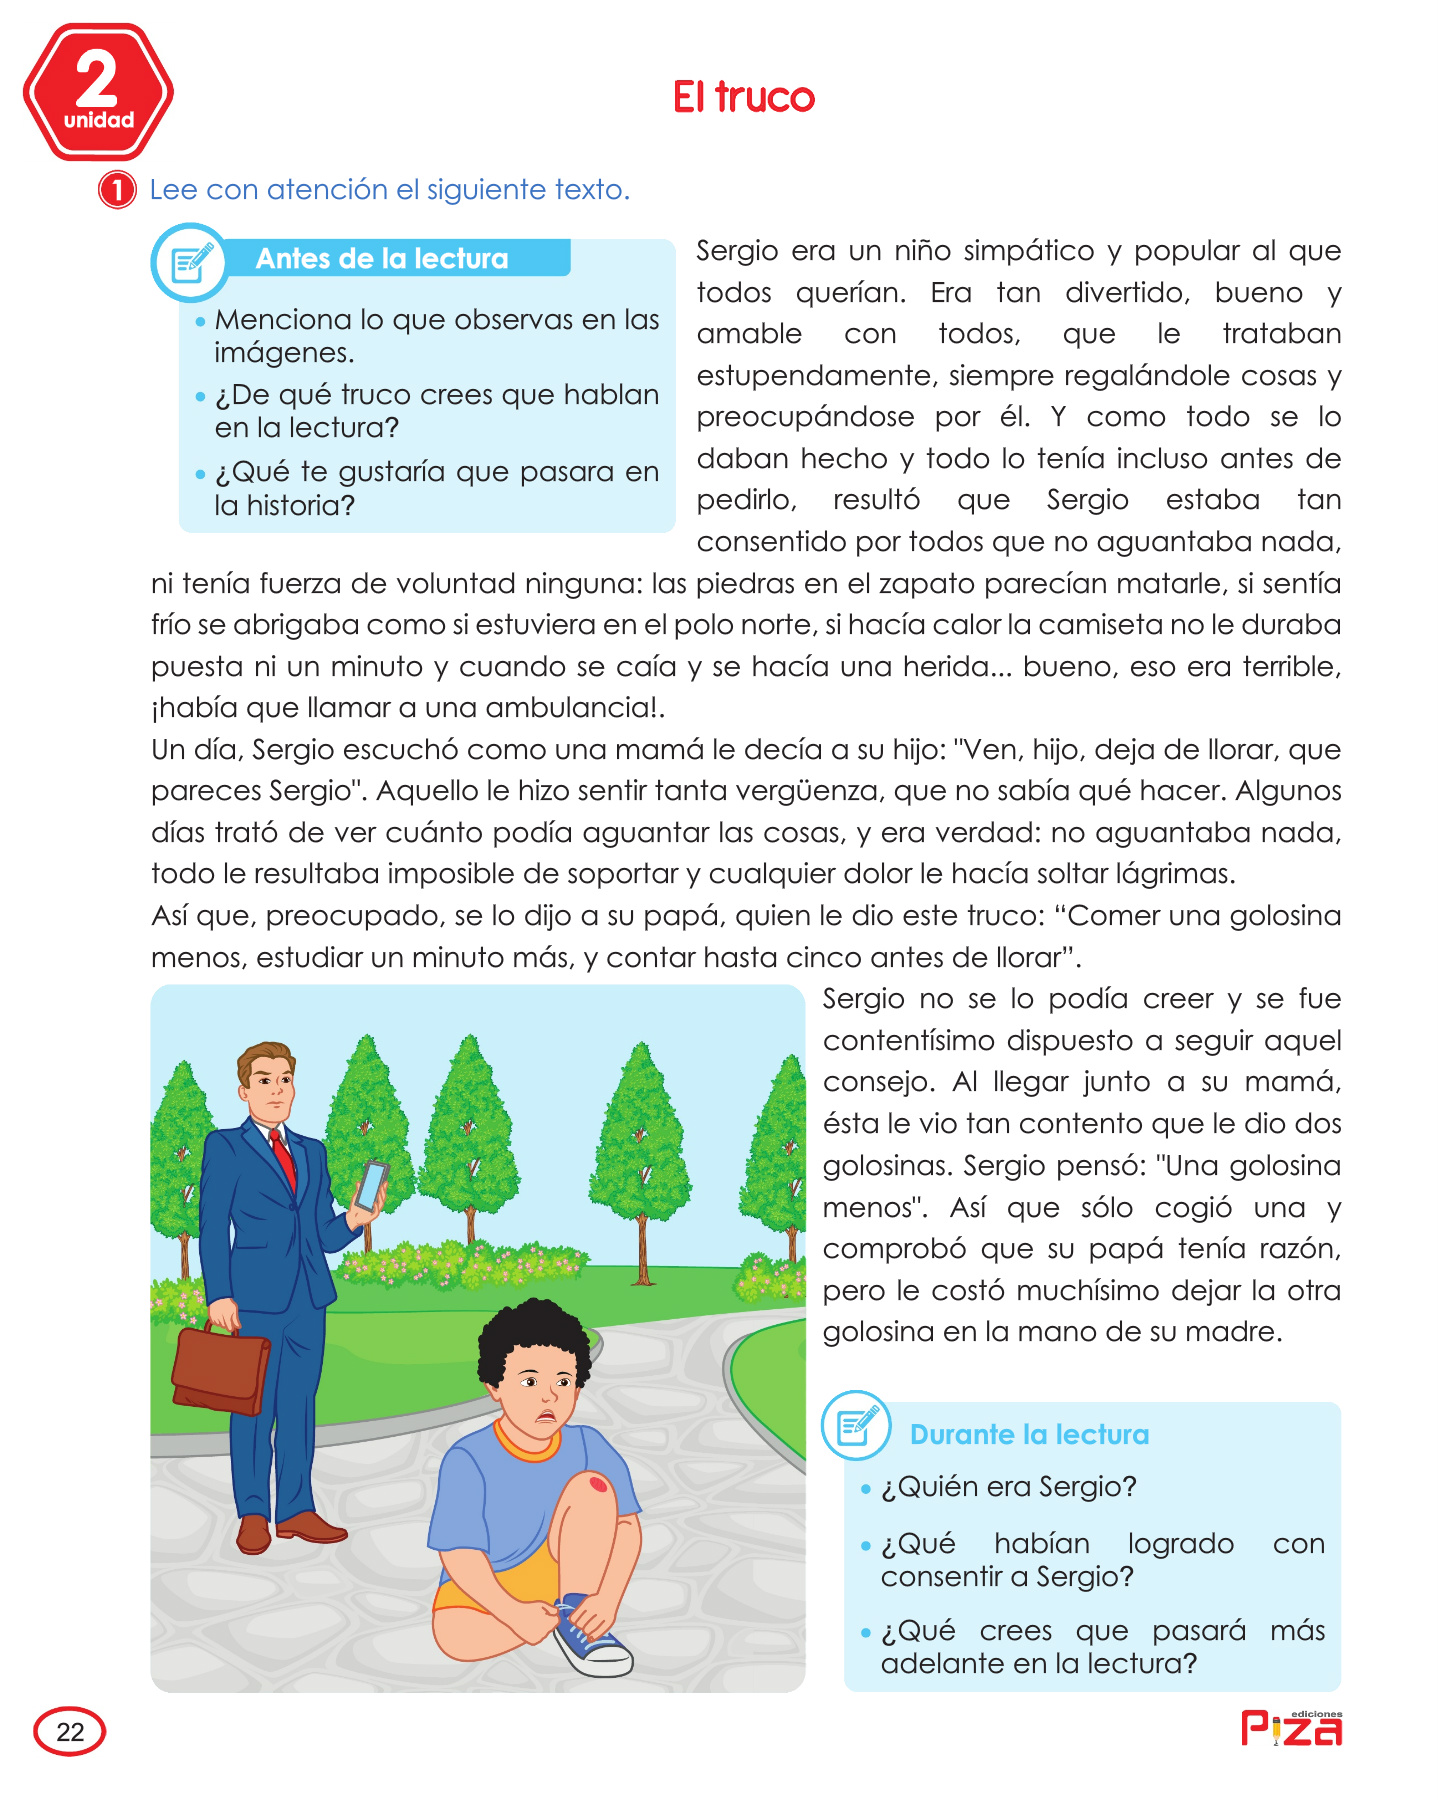 2
unidad
El truco
1 Lee con atención el siguiente texto.
Antes de la lectura
• Menciona lo que observas en las
imágenes.
• ¿De qué truco crees que hablan
en la lectura?
• ¿Qué te gustaría que pasara en
la historia?
Sergio era un niño simpático y popular al que
todos querían. Era tan divertido, bueno y
amable con todos, que le trataban
estupendamente, siempre regalándole cosas y
preocupándose por él. Y como todo se lo
daban hecho y todo lo tenía incluso antes de
pedirlo, resultó que Sergio estaba tan
consentido por todos que no aguantaba nada,
ni tenía fuerza de voluntad ninguna: las piedras en el zapato parecían matarle, si sentía
frío se abrigaba como si estuviera en el polo norte, si hacía calor la camiseta no le duraba
puesta ni un minuto y cuando se caía y se hacía una herida... bueno, eso era terrible,
¡había que llamar a una ambulancia!.
Un día, Sergio escuchó como una mamá le decía a su hijo: "Ven, hijo, deja de llorar, que
pareces Sergio". Aquello le hizo sentir tanta vergüenza, que no sabía qué hacer. Algunos
días trató de ver cuánto podía aguantar las cosas, y era verdad: no aguantaba nada,
todo le resultaba imposible de soportar y cualquier dolor le hacía soltar lágrimas.
Así que, preocupado, se lo dijo a su papá, quien le dio este truco: “Comer una golosina
menos, estudiar un minuto más, y contar hasta cinco antes de llorar”.
Sergio no se lo podía creer y se fue
contentísimo dispuesto a seguir aquel
consejo. Al llegar junto a su mamá,
ésta le vio tan contento que le dio dos
golosinas. Sergio pensó: "Una golosina
menos". Así que sólo cogió una y
comprobó que su papá tenía razón,
pero le costó muchísimo dejar la otra
golosina en la mano de su madre.
Durante la lectura
• ¿Quién era Sergio?
• ¿Qué habían logrado con
consentir a Sergio?
• ¿Qué crees que pasará más
adelante en la lectura?
22
ediciones
Piza